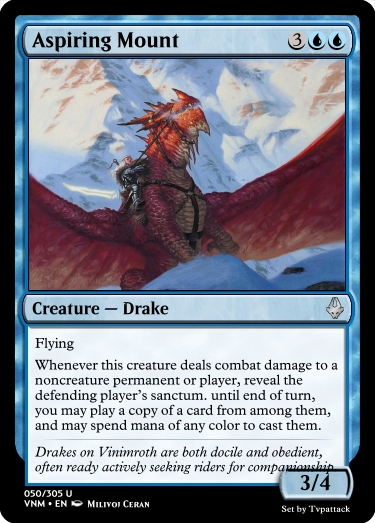 Aspiring Mount 3
Creature — Drake
Flying
Whenever this creature deals combat damage to a
noncreature permanent or player, reveal the
defending player's sanctum. until end of turn,
you may play a copy of a card from among them,
and may spend mana of any color to cast them.
Drakes on Vinimroth are both docile and obedient,
often ready actively seeking riders for companionship.
3/4
050/305 U
VNM • EN Milivoj Ceran
Set by Tvpattack